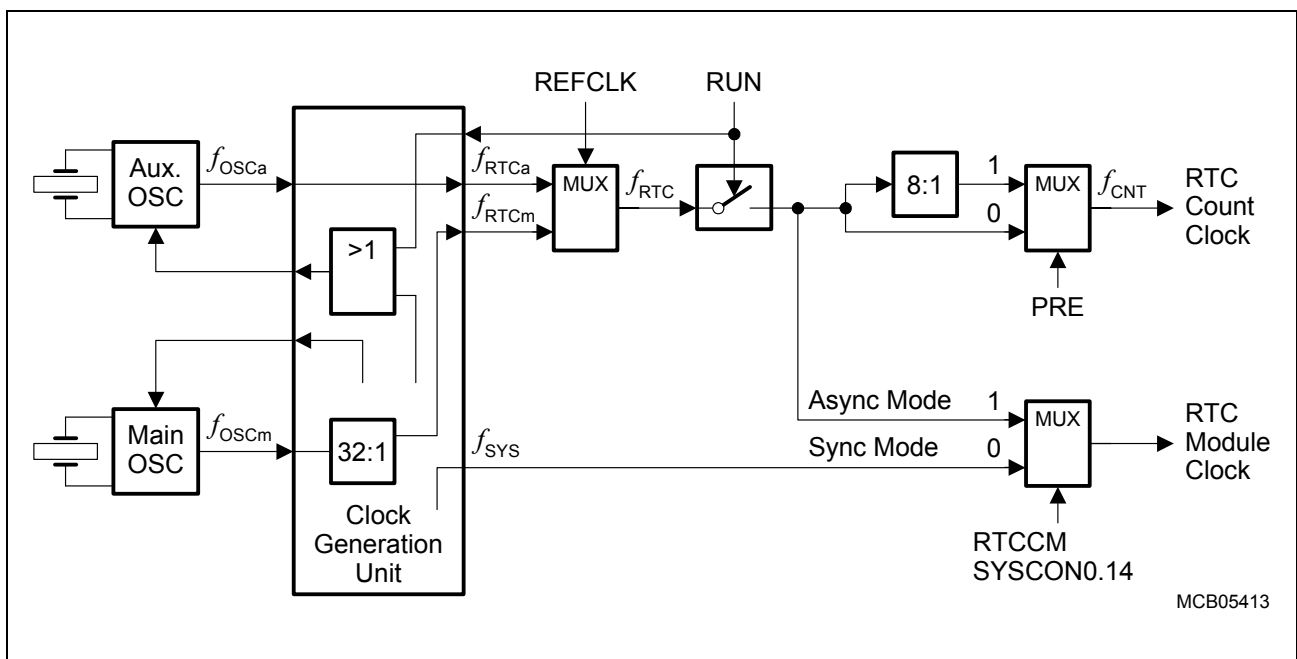 REFCLK
RUN
Aux.
OSC
fOSCa
fRTCa
fRTCm
MUX
fRTC
8:1
1
0
MUX
fCNT
RTC
Count
Clock
PRE
>1
Main
OSC
fOSCm
32:1
fSYS
Clock
Generation
Unit
Async Mode
1
Sync Mode
0
MUX
RTC
Module
Clock
RTCCM
SYSCON0.14
MCB05413